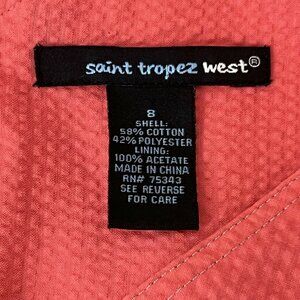 saint tropez west®
8
SHELL:
58% COTTON
42% POLYESTER
LINING:
100% ACETATE
MADE IN CHINA
RN# 75343
SEE REVERSE
FOR CARE